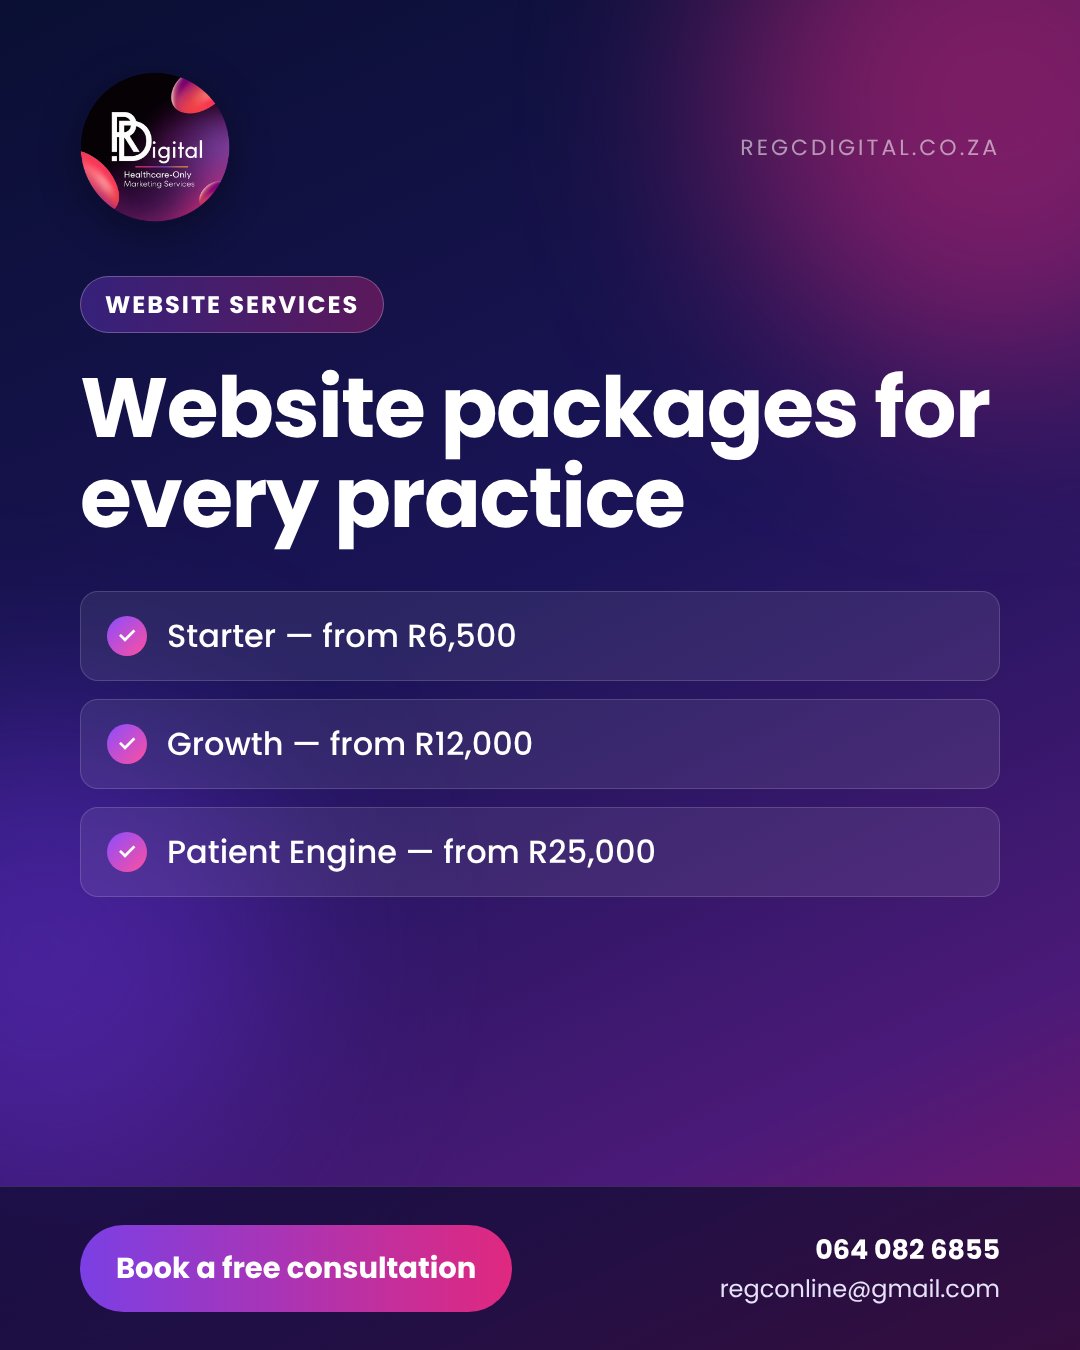 RDigital
Healthcare-Only
Marketing Services
REGCDIGITAL.CO.ZA
WEBSITE SERVICES
Website packages for
every practice
Starter — from R6,500
Growth — from R12,000
Patient Engine — from R25,000
Book a free consultation
064 082 6855
regconline@gmail.com